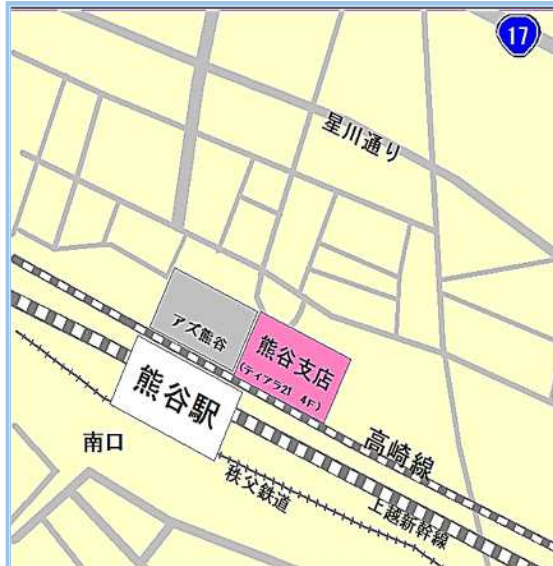 17
星川通り
アズ熊谷
熊谷支店
(ティアラ21 4F)
熊谷駅
南口
高崎線
秩父鉄道
上越新幹線